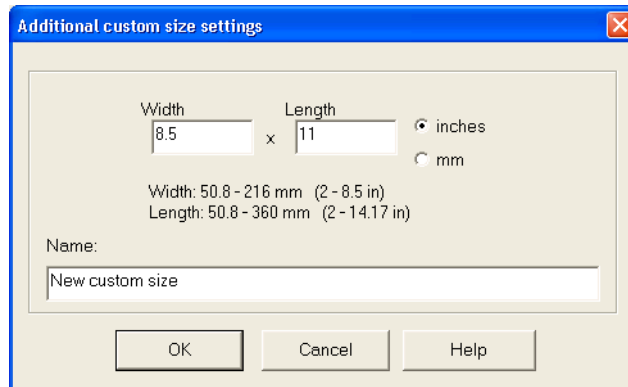 Additional custom size settings
Width Length
8.5 x 11 inches
mm
Width: 50.8 - 216 mm (2 - 8.5 in)
Length: 50.8 - 360 mm (2 - 14.17 in)
Name:
New custom size
OK Cancel Help